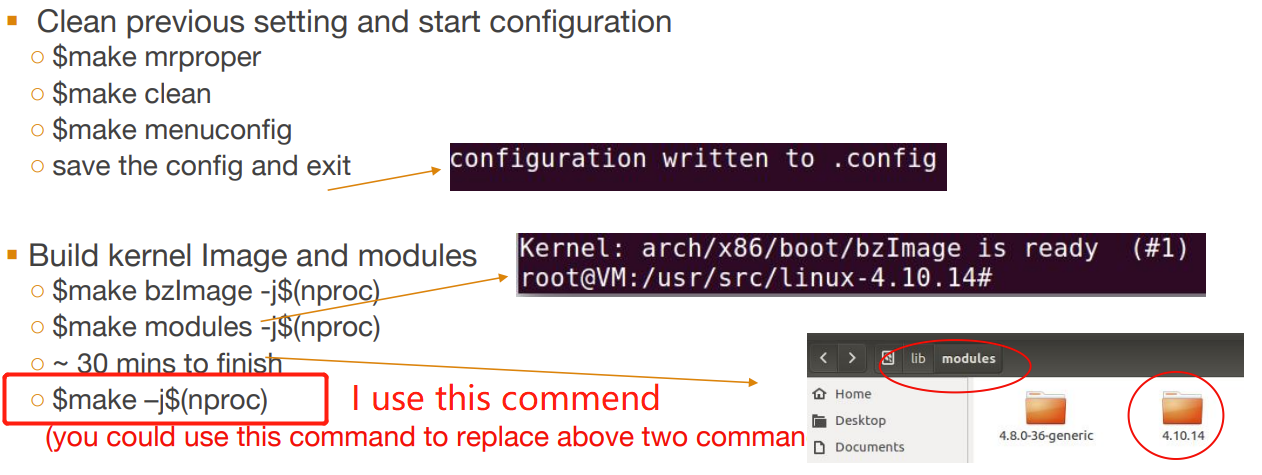 ▪ Clean previous setting and start configuration
○ $make mrproper
○ $make clean
○ $make menuconfig
○ save the config and exit
configuration written to .config
▪ Build kernel Image and modules
Kernel: arch/x86/boot/bzImage is ready (#1)
root@VM:/usr/src/linux-4.10.14#
○ $make bzImage -j$(nproc)
○ $make modules -j$(nproc)
○ ~ 30 mins to finish
○ $make –j$(nproc)
I use this commend
(you could use this command to replace above two comman
lib modules
Home
Desktop
Documents
4.8.0-36-generic
4.10.14